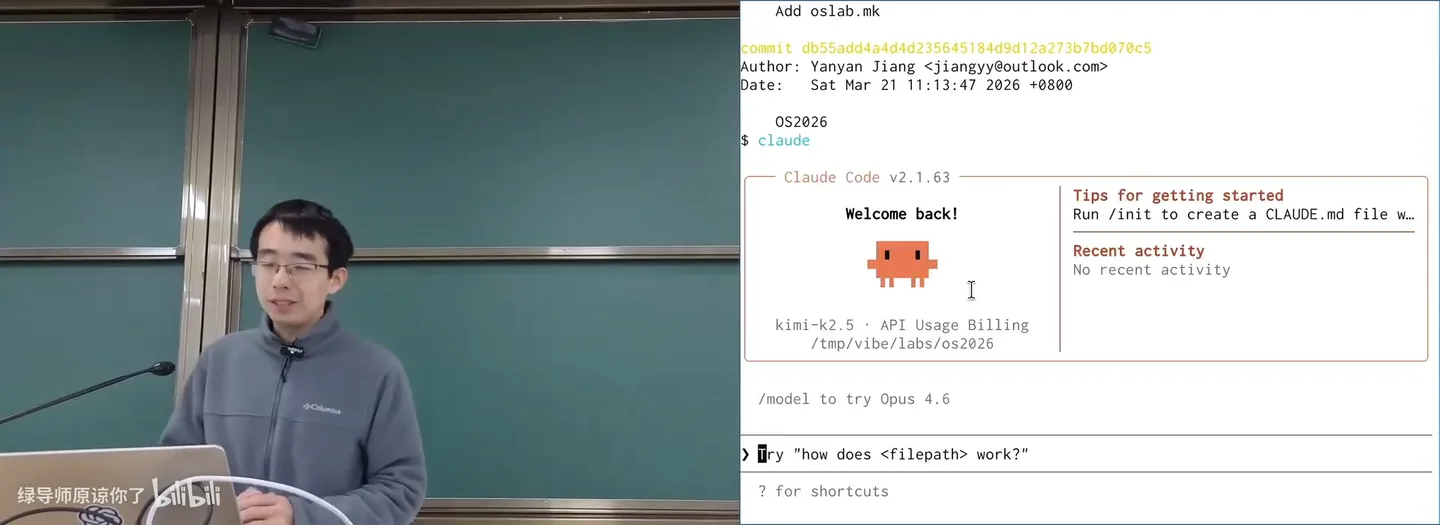 Columbia
绿导师原谅你了 bilibili
Add oslab.mk
commit db55add4a4d4d235645184d9d12a273b7bd070c5
Author: Yanyan Jiang <jiangyy@outlook.com>
Date:   Sat Mar 21 11:13:47 2026 +0800
OS2026
$ claude
Claude Code v2.1.63
Welcome back!
kimi-k2.5 · API Usage Billing
/tmp/vibe/labs/os2026
Tips for getting started
Run /init to create a CLAUDE.md file w…
Recent activity
No recent activity
/model to try Opus 4.6
❯ Try "how does <filepath> work?"
? for shortcuts